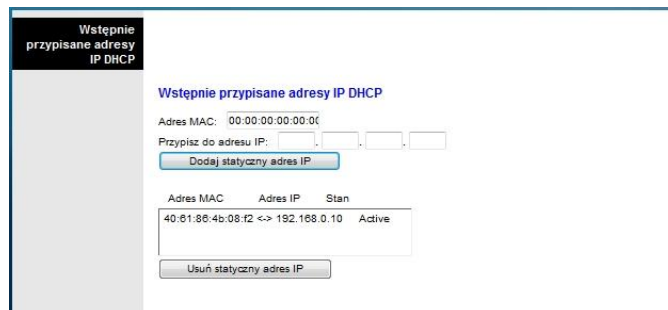 Wstępnie
przypisane adresy
IP DHCP
Wstępnie przypisane adresy IP DHCP
Adres MAC: 00:00:00:00:00:00
Przypisz do adresu IP: . . .
Dodaj statyczny adres IP
Adres MAC Adres IP Stan
40:61:86:4b:08:f2 <-> 192.168.0.10 Active
Usuń statyczny adres IP